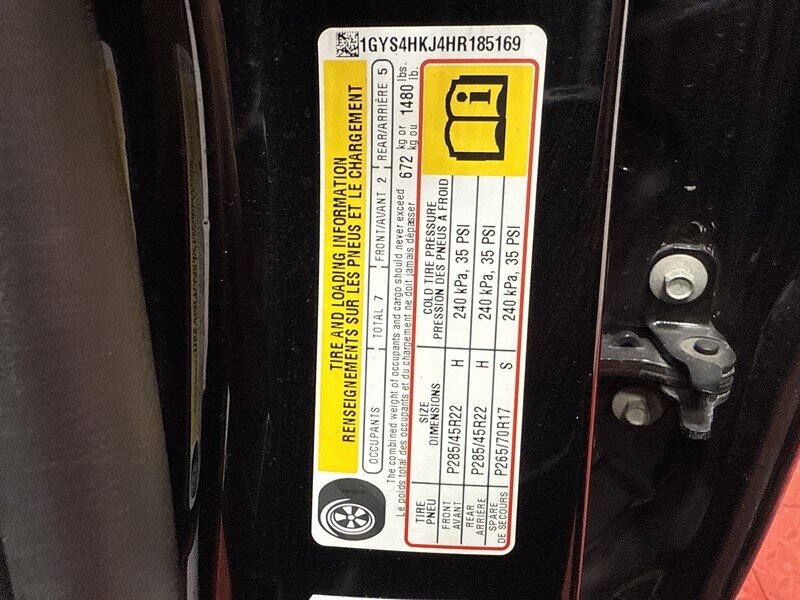 1GYS4HKJ4HR185169
TIRE AND LOADING INFORMATION
RENSEIGNEMENTS SUR LES PNEUS ET LE CHARGEMENT
OCCUPANTS TOTAL 7 FRONT/AVANT 2 REAR/ARRIÈRE 5
The combined weight of occupants and cargo should never exceed 672 kg or 1480 lbs.
Le poids total des occupants et du chargement ne doit jamais dépasser kg ou lb.
TIRE SIZE COLD TIRE PRESSURE
PNEU DIMENSIONS PRESSION DES PNEUS A FROID
FRONT
AVANT P285/45R22 H 240 kPa, 35 PSI
REAR
ARRIÈRE P285/45R22 H 240 kPa, 35 PSI
SPARE
DE SECOURS P265/70R17 S 240 kPa, 35 PSI